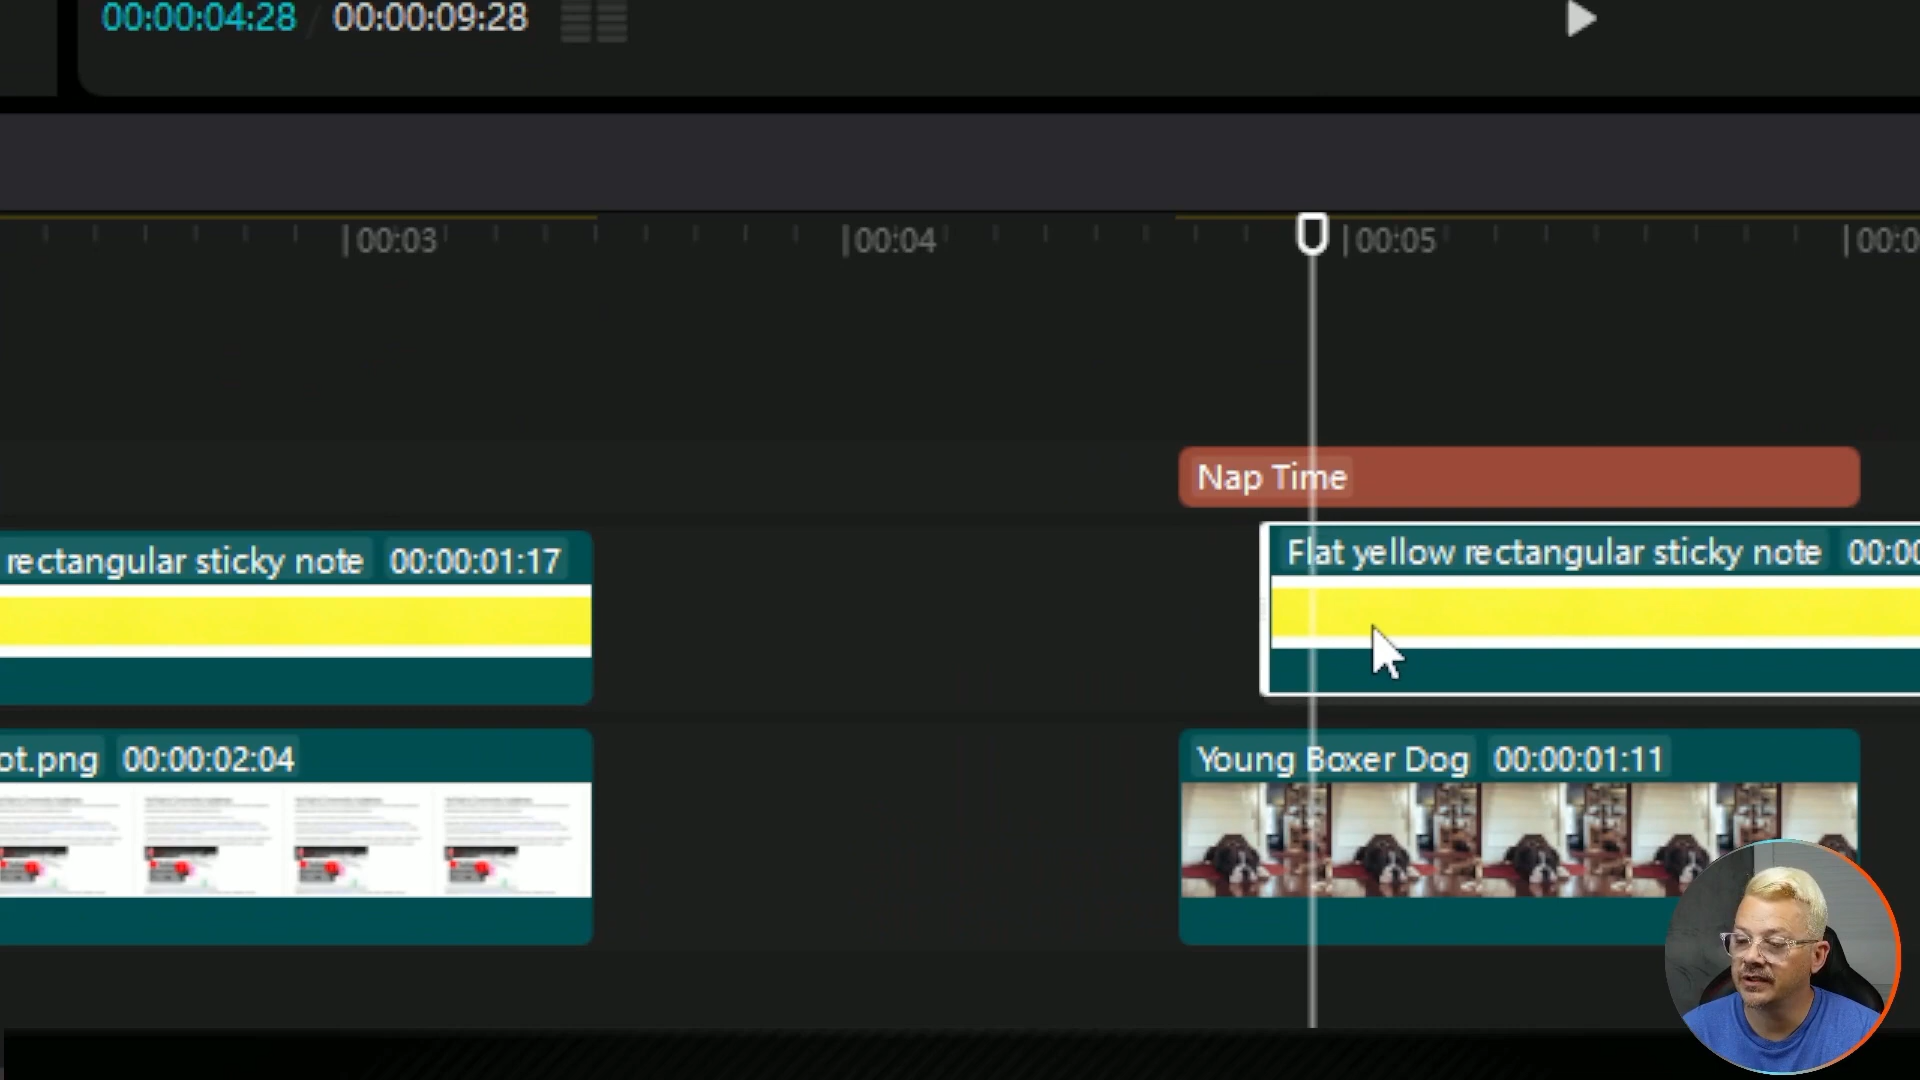 00:00:04:28 / 00:00:09:28
00:03 00:04 00:05 00:0
Nap Time
rectangular sticky note 00:00:01:17
Flat yellow rectangular sticky note 00:00
ot.png 00:00:02:04
Young Boxer Dog 00:00:01:11